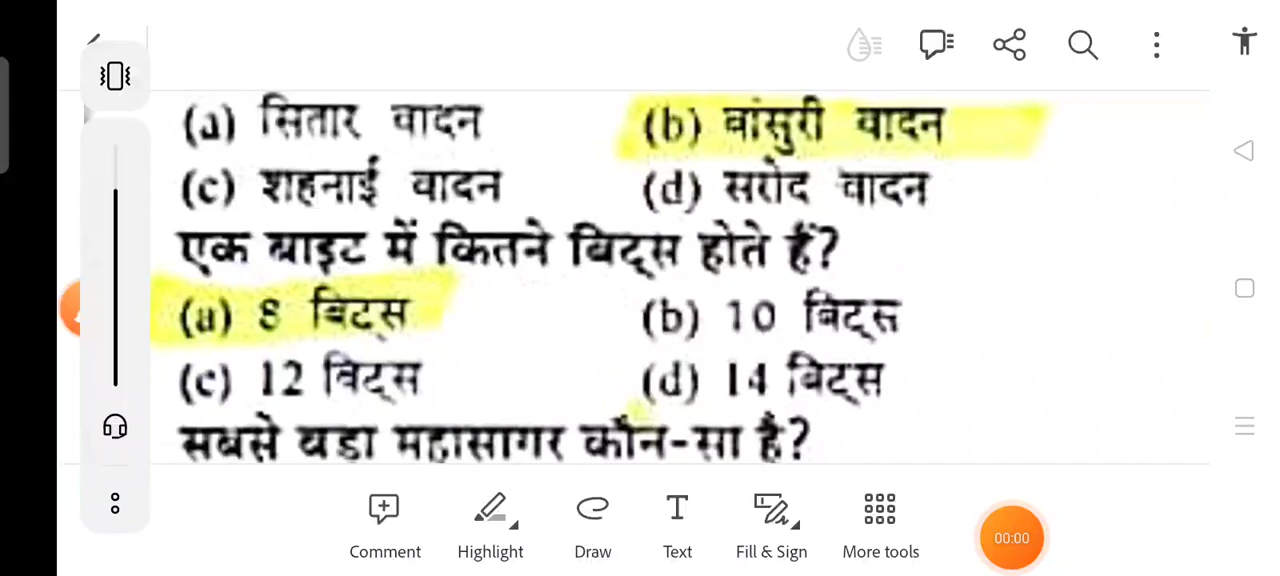 (a) सितार वादन (b) बांसुरी वादन
(c) शहनाई वादन (d) सरोद वादन
एक बाइट में कितने बिट्स होते हैं?
(a) 8 बिट्स (b) 10 बिट्स
(c) 12 बिट्स (d) 14 बिट्स
सबसे बड़ा महासागर कौन-सा है?
Comment Highlight Draw Text Fill & Sign More tools 00:00